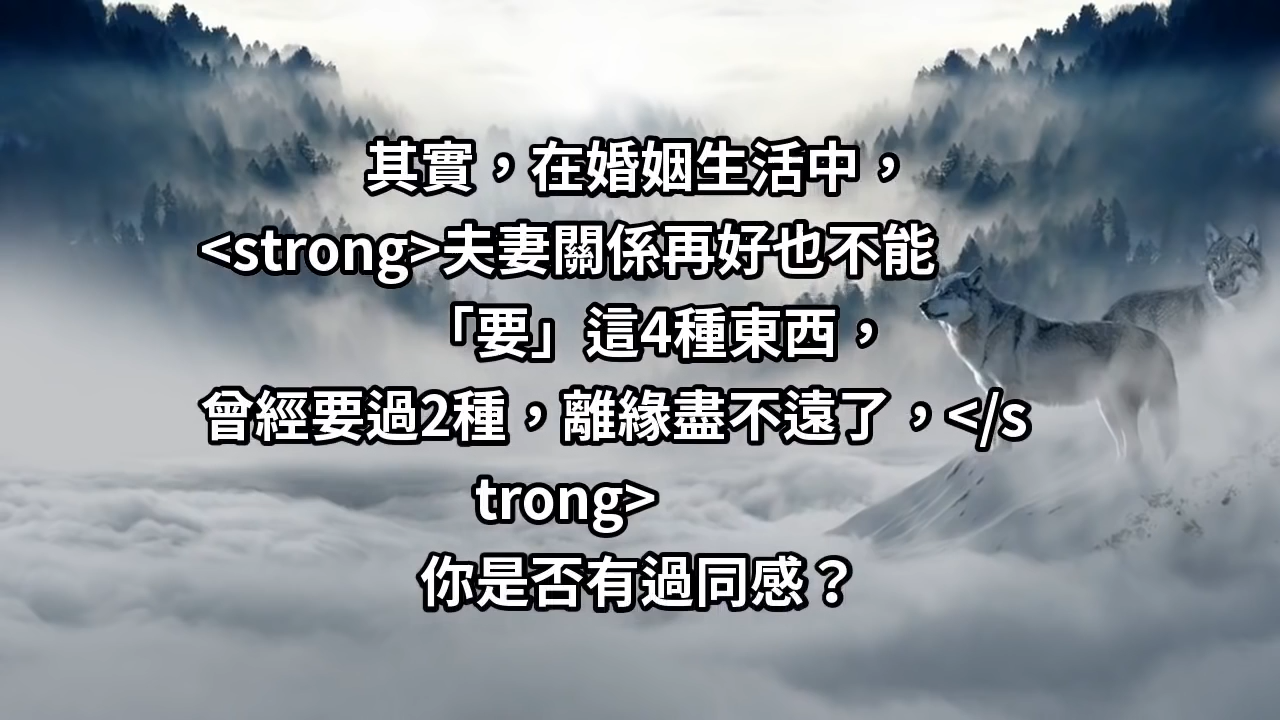 其實，在婚姻生活中，
<strong>夫妻關係再好也不能
「要」這4種東西，
曾經要過2種，離緣盡不遠了，</s
trong>
你是否有過同感？